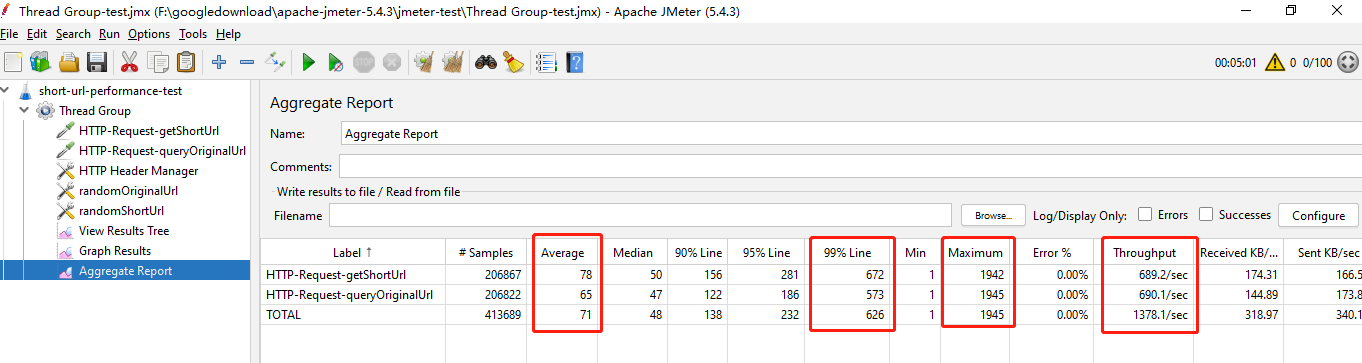 Thread Group-test.jmx (F:\googledownload\apache-jmeter-5.4.3\jmeter-test\Thread Group-test.jmx) - Apache JMeter (5.4.3)
File Edit Search Run Options Tools Help
STOP
00:05:01 0 0/100
short-url-performance-test
Thread Group
HTTP-Request-getShortUrl
HTTP-Request-queryOriginalUrl
HTTP Header Manager
randomOriginalUrl
randomShortUrl
View Results Tree
Graph Results
Aggregate Report
Aggregate Report
Name: Aggregate Report
Comments:
Write results to file / Read from file
Filename Browse... Log/Display Only: Errors Successes Configure
Label ↑ # Samples Average Median 90% Line 95% Line 99% Line Min Maximum Error % Throughput Received KB/... Sent KB/sec
HTTP-Request-getShortUrl 206867 78 50 156 281 672 1 1942 0.00% 689.2/sec 174.31 166.5
HTTP-Request-queryOriginalUrl 206822 65 47 122 186 573 1 1945 0.00% 690.1/sec 144.89 173.8
TOTAL 413689 71 48 138 232 626 1 1945 0.00% 1378.1/sec 318.97 340.1